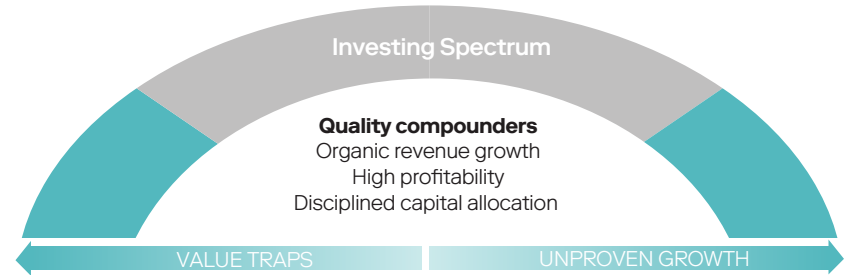 Investing Spectrum
Quality compounders
Organic revenue growth
High profitability
Disciplined capital allocation
VALUE TRAPS
UNPROVEN GROWTH